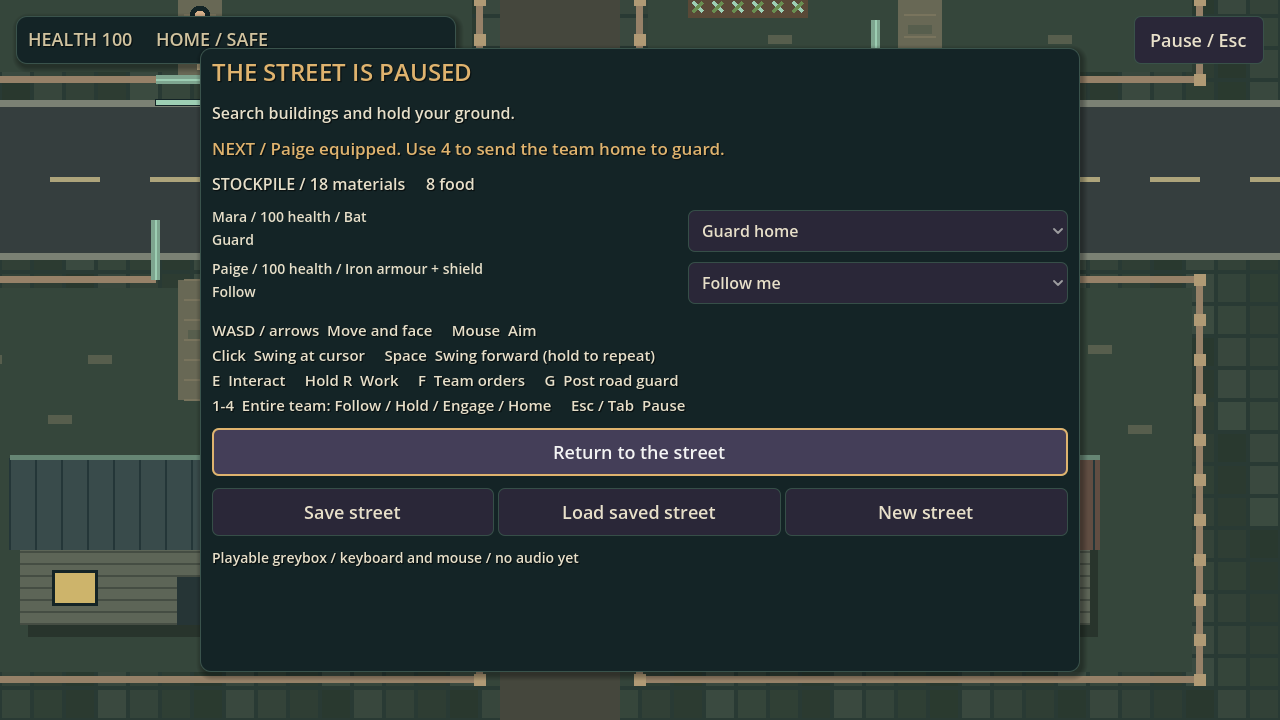 HEALTH 100 HOME / SAFE
Pause / Esc
THE STREET IS PAUSED
Search buildings and hold your ground.
NEXT / Paige equipped. Use 4 to send the team home to guard.
STOCKPILE / 18 materials 8 food
Mara / 100 health / Bat
Guard
Guard home
Paige / 100 health / Iron armour + shield
Follow
Follow me
WASD / arrows Move and face Mouse Aim
Click Swing at cursor Space Swing forward (hold to repeat)
E Interact Hold R Work F Team orders G Post road guard
1-4 Entire team: Follow / Hold / Engage / Home Esc / Tab Pause
Return to the street
Save street
Load saved street
New street
Playable greybox / keyboard and mouse / no audio yet